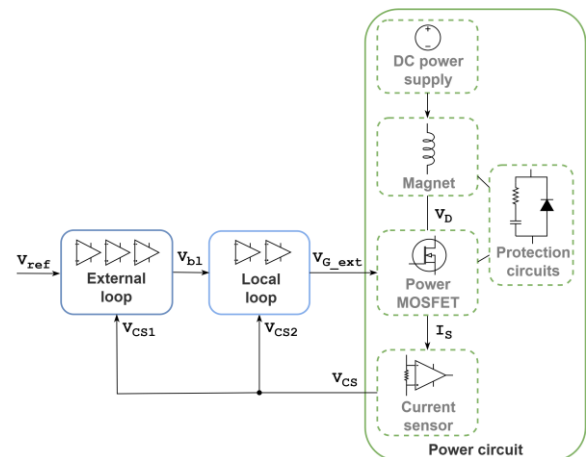 DC power
supply
Magnet
V_D
Protection
circuits
V_ref
External
loop
V_bl
Local
loop
V_G_ext
Power
MOSFET
V_CS1
V_CS2
I_S
V_CS
Current
sensor
Power circuit